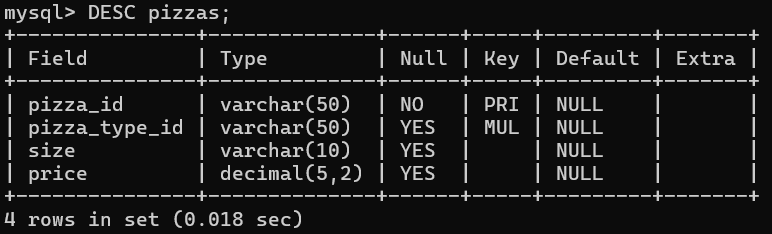 mysql> DESC pizzas;
+---------------+--------------+------+-----+---------+-------+
| Field         | Type         | Null | Key | Default | Extra |
+---------------+--------------+------+-----+---------+-------+
| pizza_id      | varchar(50)  | NO   | PRI | NULL    |       |
| pizza_type_id | varchar(50)  | YES  | MUL | NULL    |       |
| size          | varchar(10)  | YES  |     | NULL    |       |
| price         | decimal(5,2) | YES  |     | NULL    |       |
+---------------+--------------+------+-----+---------+-------+
4 rows in set (0.018 sec)